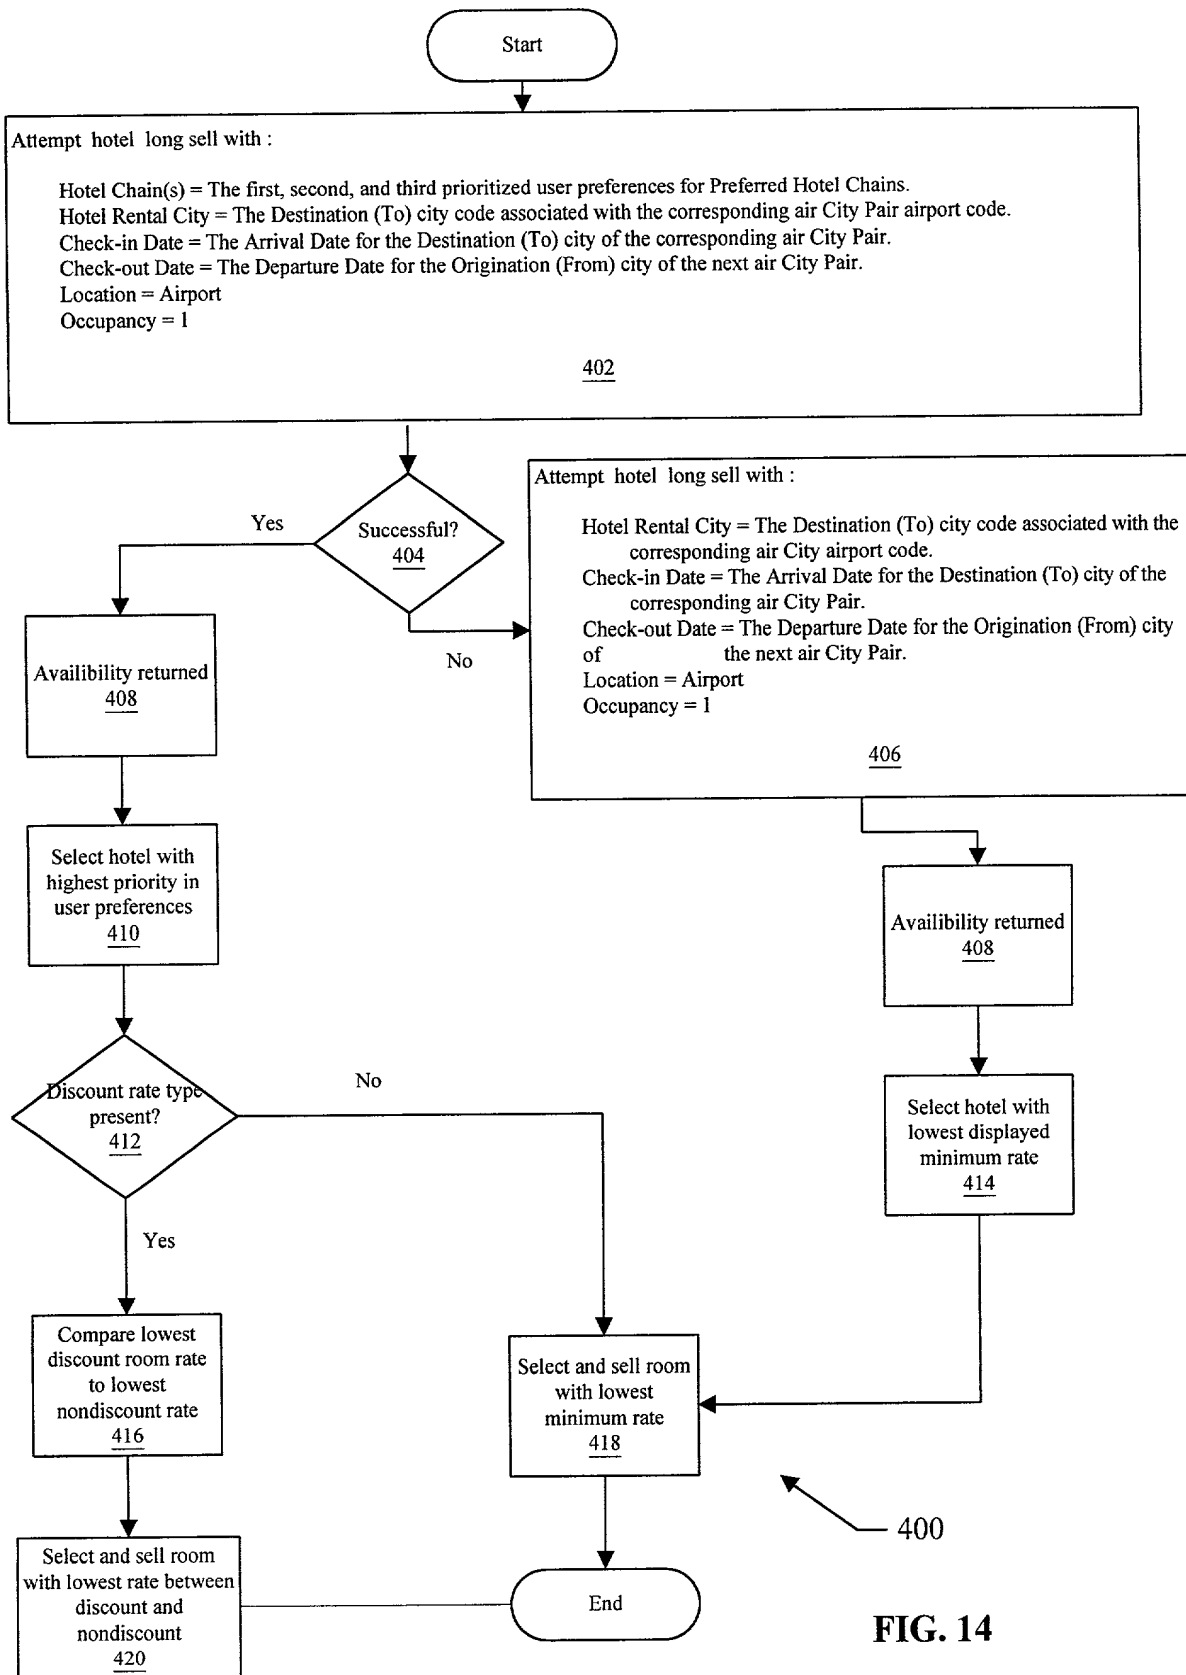 Start
Attempt hotel long sell with :
Hotel Chain(s) = The first, second, and third prioritized user preferences for Preferred Hotel Chains.
Hotel Rental City = The Destination (To) city code associated with the corresponding air City Pair airport code.
Check-in Date = The Arrival Date for the Destination (To) city of the corresponding air City Pair.
Check-out Date = The Departure Date for the Origination (From) city of the next air City Pair.
Location = Airport
Occupancy = 1
402
Successful?
404
Yes
No
Attempt hotel long sell with :
Hotel Rental City = The Destination (To) city code associated with the
corresponding air City airport code.
Check-in Date = The Arrival Date for the Destination (To) city of the
corresponding air City Pair.
Check-out Date = The Departure Date for the Origination (From) city
of the next air City Pair.
Location = Airport
Occupancy = 1
406
Availibility returned
408
Select hotel with
highest priority in
user preferences
410
Availibility returned
408
Discount rate type
present?
412
No
Yes
Select hotel with
lowest displayed
minimum rate
414
Compare lowest
discount room rate
to lowest
nondiscount rate
416
Select and sell room
with lowest
minimum rate
418
400
Select and sell room
with lowest rate between
discount and
nondiscount
420
End
FIG. 14